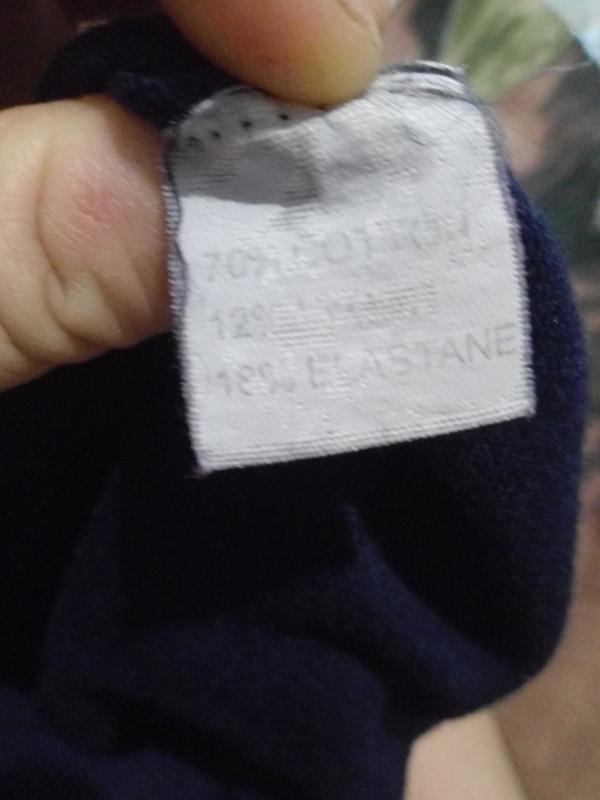 70% COTTON
12%
18% ELASTANE